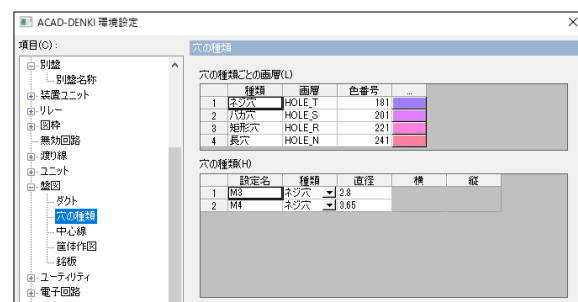 ACAD-DENKI 環境設定
項目(C):
別盤
別盤名称
装置ユニット
リレー
図枠
無効回路
渡り線
ユニット
盤図
ダクト
穴の種類
中心線
筐体作図
銘板
ユーティリティ
電子回路
穴の種類
穴の種類ごとの画層(L)
種類 画層 色番号 ...
1 ネジ穴 HOLE_T 181
2 バカ穴 HOLE_S 201
3 矩形穴 HOLE_R 221
4 長穴 HOLE_N 241
穴の種類(H)
設定名 種類 直径 横 縦
1 M3 ネジ穴 2.8
2 M4 ネジ穴 3.65